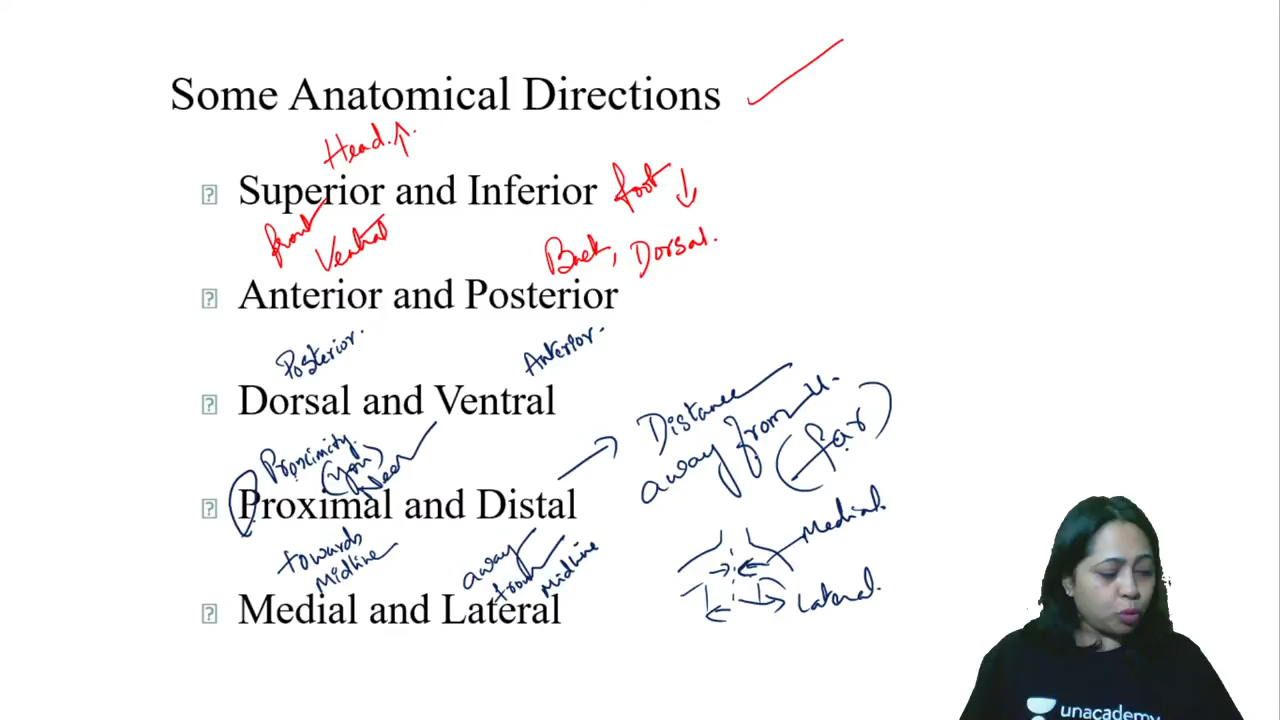 Some Anatomical Directions
Head ↑
Superior and Inferior foot ↓
front Ventral
Back, Dorsal.
Anterior and Posterior
Posterior. Anterior.
Dorsal and Ventral
Distance
away from
(far)
Proximity.
(you)
Proximal and Distal
Medial.
towards
Midline
away
from
Midline
Lateral.
Medial and Lateral
unacademy